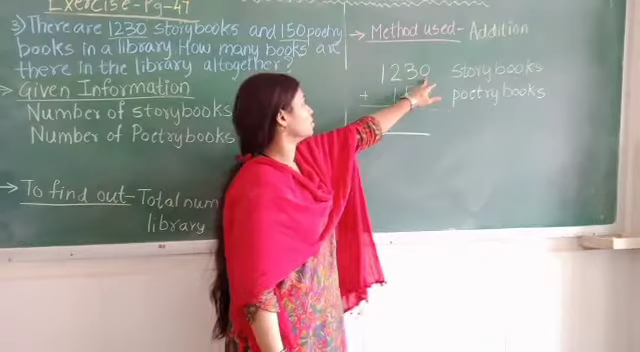 Exercise-Pg-47
3) There are 1230 storybooks and 150 poetry
books in a library. How many books are
there in the library altogether?
→ Given Information
Number of storybooks
Number of Poetrybooks
→ To find out - Total num
library
→ Method used - Addition
1230 storybooks
+ 15 poetrybooks